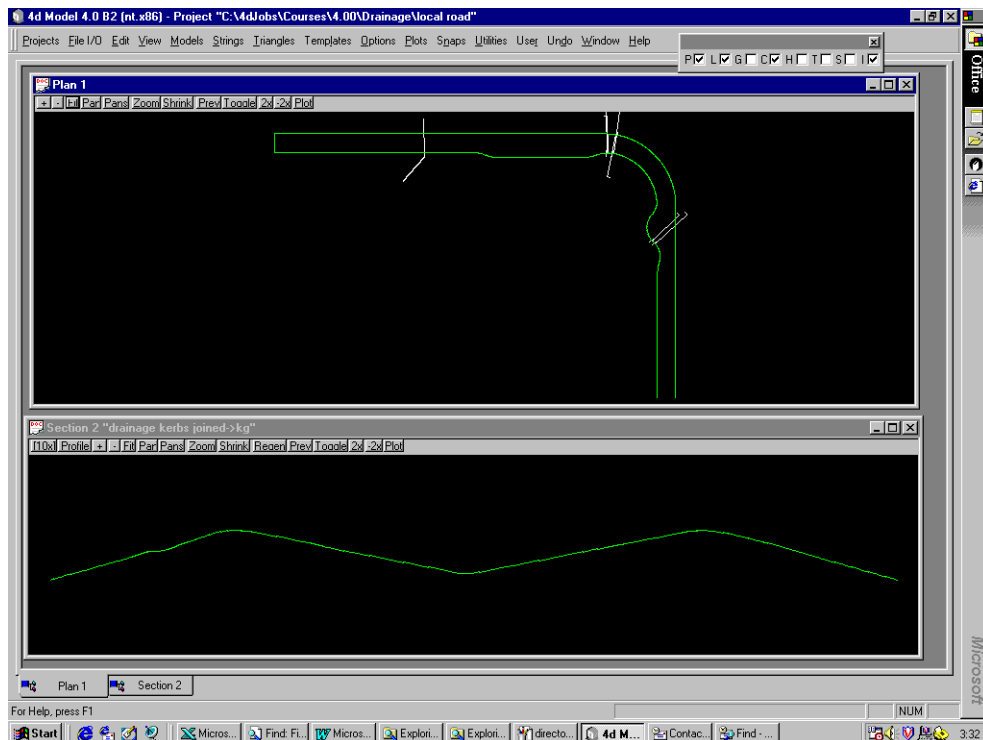 4d Model 4.0 B2 (nt.x86) - Project "C:\4dJobs\Courses\4.00\Drainage\local road"
Projects File I/O Edit View Models Strings Triangles Templates Options Plots Snaps Utilities User Undo Window Help
P L G C H T S I
Office
Plan 1
+ - Fit Par Pans Zoom Shrink Prev Toggle 2x -2x Plot
Section 2 "drainage kerbs joined->kg"
[10x] Profile + - Fit Par Pans Zoom Shrink Regen Prev Toggle 2x -2x Plot
Microsoft
Plan 1 Section 2
For Help, press F1
NUM
Start Micros... Find: Fi... Micros... Explori... Explori... directo... 4d M... Contac... Find - ... 3:32